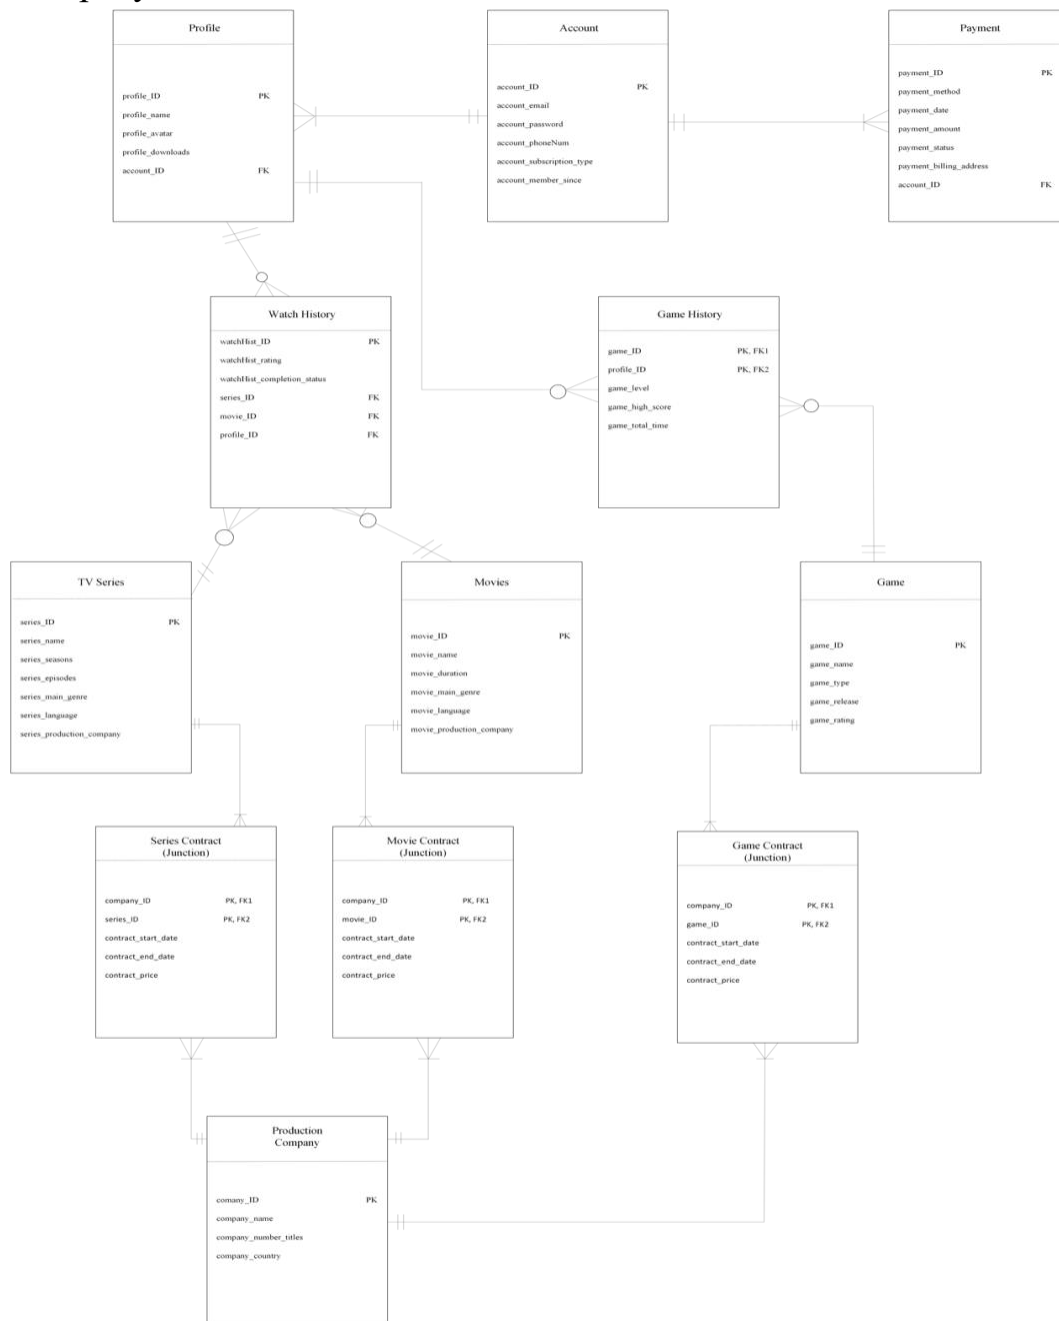 Profile
profile_ID PK
profile_name
profile_avatar
profile_downloads
account_ID FK
Account
account_ID PK
account_email
account_password
account_phoneNum
account_subscription_type
account_member_since
Payment
payment_ID PK
payment_method
payment_date
payment_amount
payment_status
payment_billing_address
account_ID FK
Watch History
watchHist_ID PK
watchHist_rating
watchHist_completion_status
series_ID FK
movie_ID FK
profile_ID FK
Game History
game_ID PK, FK1
profile_ID PK, FK2
game_level
game_high_score
game_total_time
TV Series
series_ID PK
series_name
series_seasons
series_episodes
series_main_genre
series_language
series_production_company
Movies
movie_ID PK
movie_name
movie_duration
movie_main_genre
movie_language
movie_production_company
Game
game_ID PK
game_name
game_type
game_release
game_rating
Series Contract
(Junction)
company_ID PK, FK1
series_ID PK, FK2
contract_start_date
contract_end_date
contract_price
Movie Contract
(Junction)
company_ID PK, FK1
movie_ID PK, FK2
contract_start_date
contract_end_date
contract_price
Game Contract
(Junction)
company_ID PK, FK1
game_ID PK, FK2
contract_start_date
contract_end_date
contract_price
Production
Company
comany_ID PK
company_name
company_number_titles
company_country